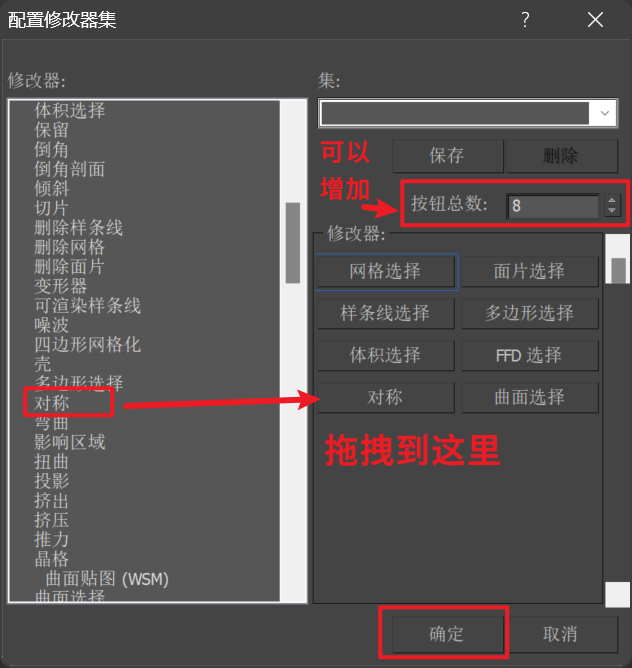 配置修改器集
?
修改器:
体积选择
保留
倒角
倒角剖面
倾斜
切片
删除样条线
删除网格
删除面片
变形器
可渲染样条线
噪波
四边形网格化
壳
多边形选择
对称
弯曲
影响区域
扭曲
投影
挤出
挤压
推力
晶格
曲面贴图 (WSM)
曲面选择
集:
可以
增加
保存
删除
按钮总数:
8
修改器:
网格选择
面片选择
样条线选择
多边形选择
体积选择
FFD 选择
对称
曲面选择
拖拽到这里
确定
取消